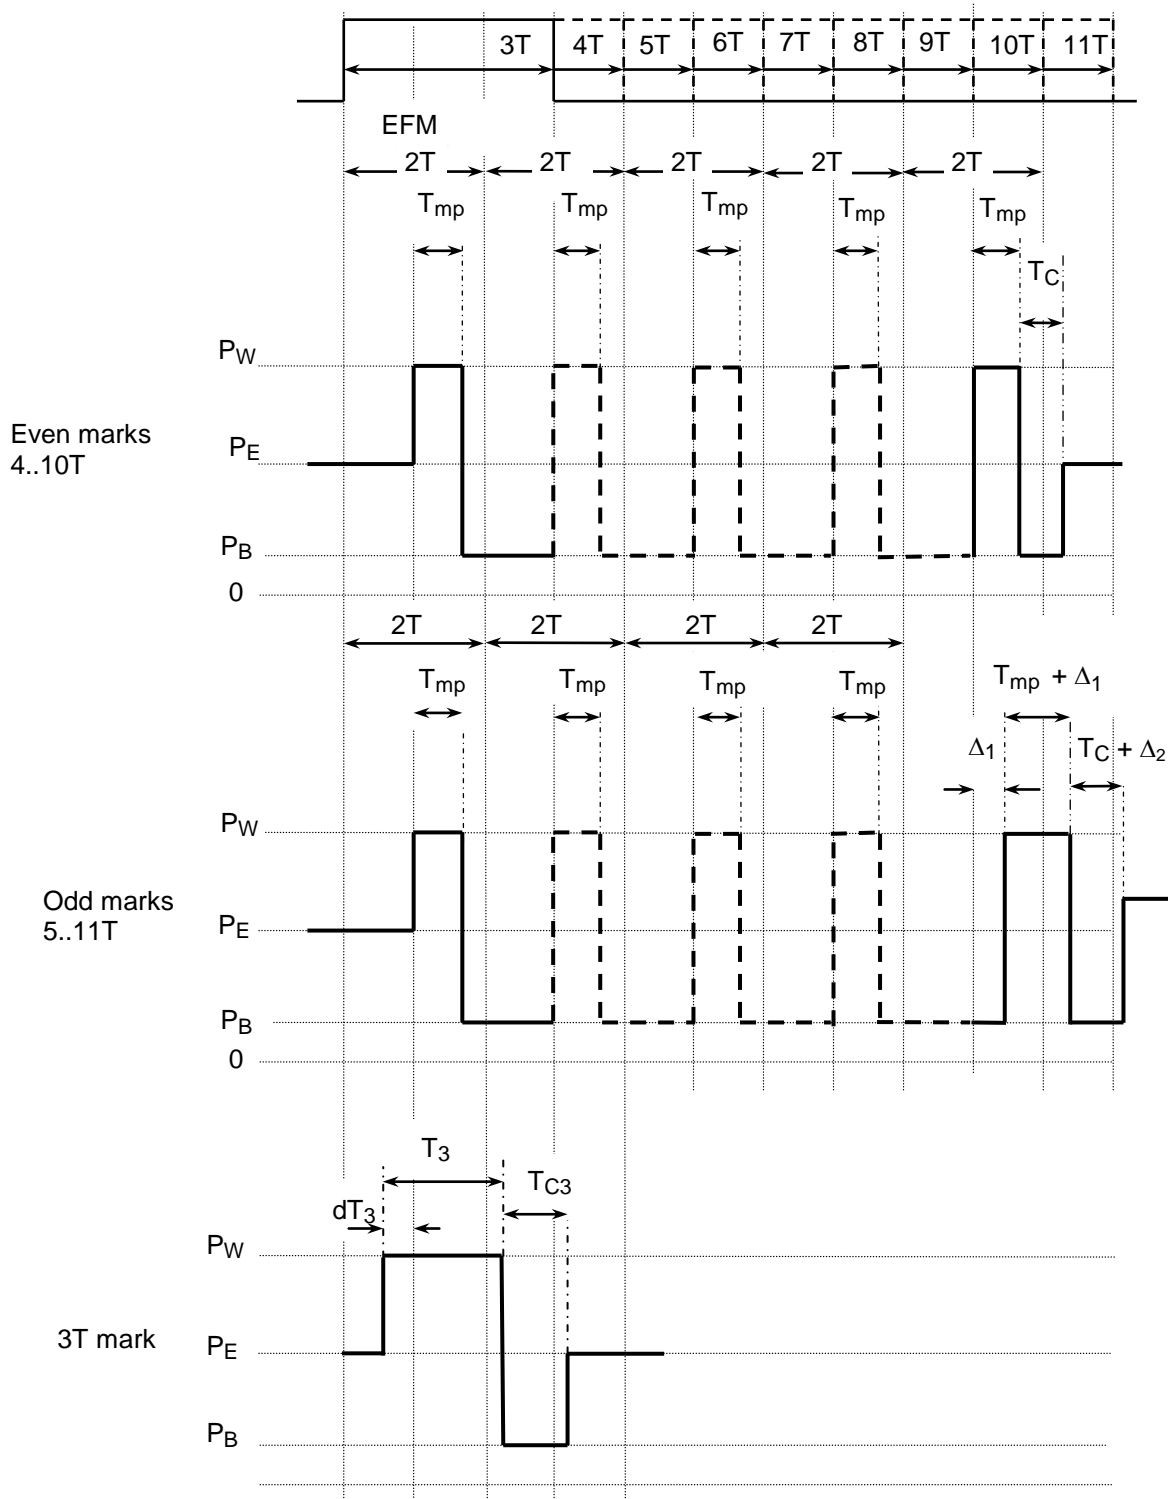 3T 4T 5T 6T 7T 8T 9T 10T 11T
EFM
2T 2T 2T 2T 2T
Tmp Tmp Tmp Tmp Tmp
TC
PW
Even marks
4..10T
PE
PB
0
2T 2T 2T 2T
Tmp Tmp Tmp Tmp Tmp + Δ1
Δ1 TC + Δ2
PW
Odd marks
5..11T
PE
PB
0
T3
TC3
dT3
PW
3T mark
PE
PB